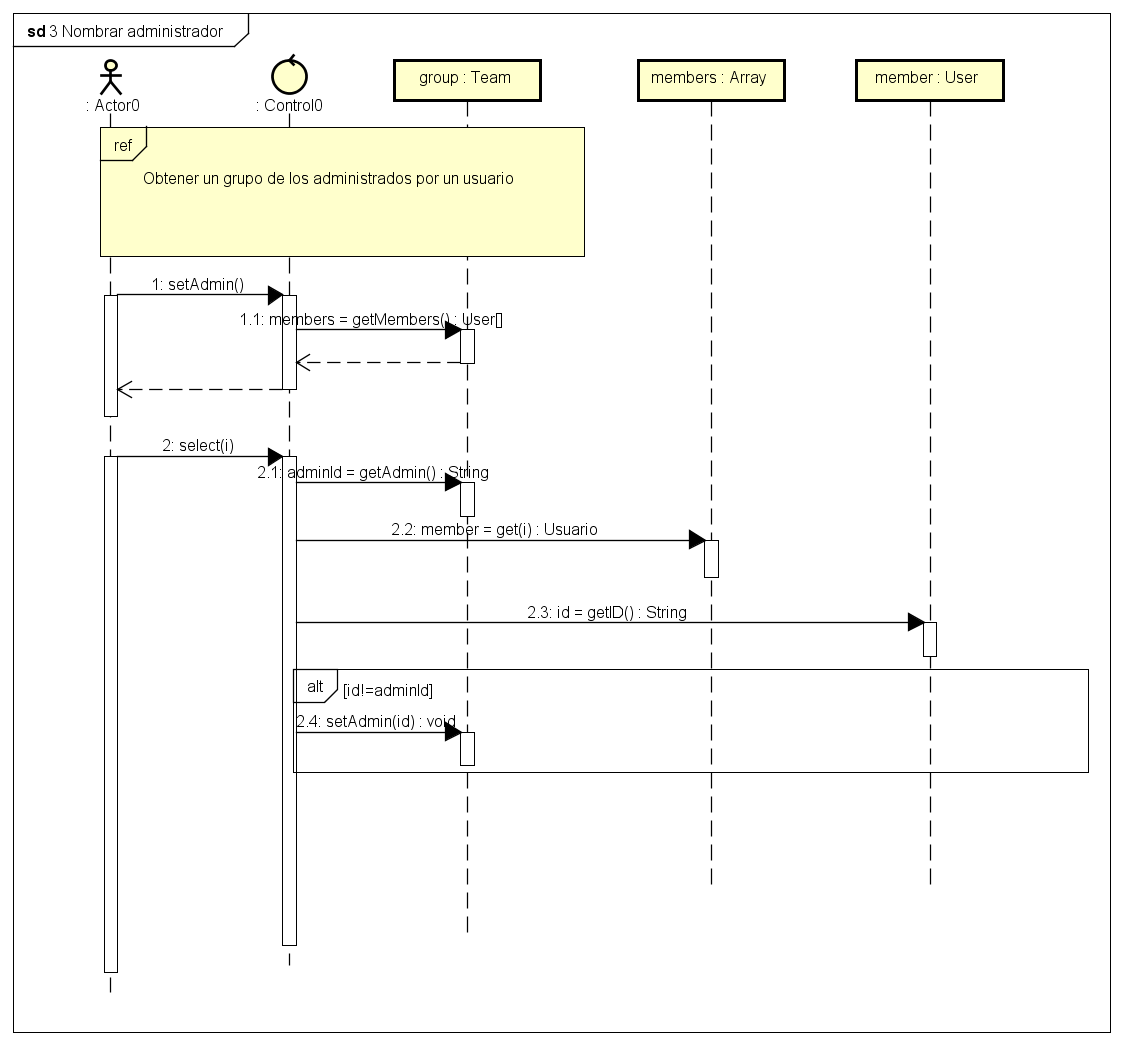 sd 3 Nombrar administrador
: Actor0
: Control0
group : Team
members : Array
member : User
ref
Obtener un grupo de los administrados por un usuario
1: setAdmin()
1.1: members = getMembers() : User[]
2: select(i)
2.1: adminId = getAdmin() : String
2.2: member = get(i) : Usuario
2.3: id = getID() : String
alt
[id!=adminId]
2.4: setAdmin(id) : void